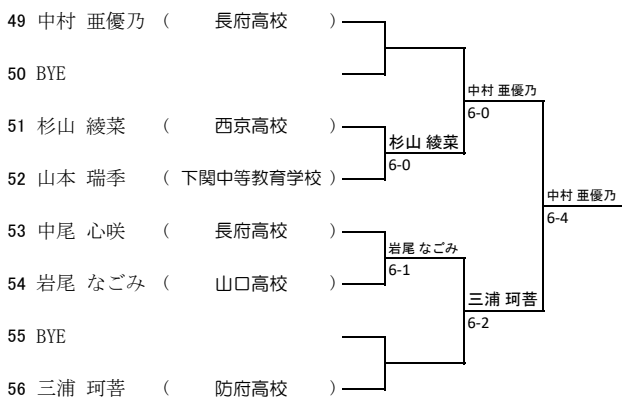 49 中村 亜優乃 ( 長府高校 )
50 BYE
中村 亜優乃
6-0
51 杉山 綾菜 ( 西京高校 )
杉山 綾菜
6-0
52 山本 瑞季 ( 下関中等教育学校 )
中村 亜優乃
6-4
53 中尾 心咲 ( 長府高校 )
岩尾 なごみ
6-1
54 岩尾 なごみ ( 山口高校 )
三浦 珂菩
6-2
55 BYE
56 三浦 珂菩 ( 防府高校 )